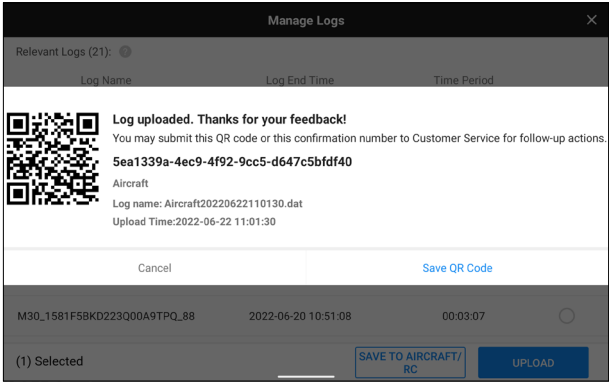 Manage Logs
Relevant Logs (21):
Log Name Log End Time Time Period
Log uploaded. Thanks for your feedback!
You may submit this QR code or this confirmation number to Customer Service for follow-up actions.
5ea1339a-4ec9-4f92-9cc5-d647c5bfdf40
Aircraft
Log name: Aircraft20220622110130.dat
Upload Time:2022-06-22 11:01:30
Cancel Save QR Code
M30_1581F5BKD223Q00A9TPQ_88 2022-06-20 10:51:08 00:03:07
(1) Selected
SAVE TO AIRCRAFT/
RC
UPLOAD